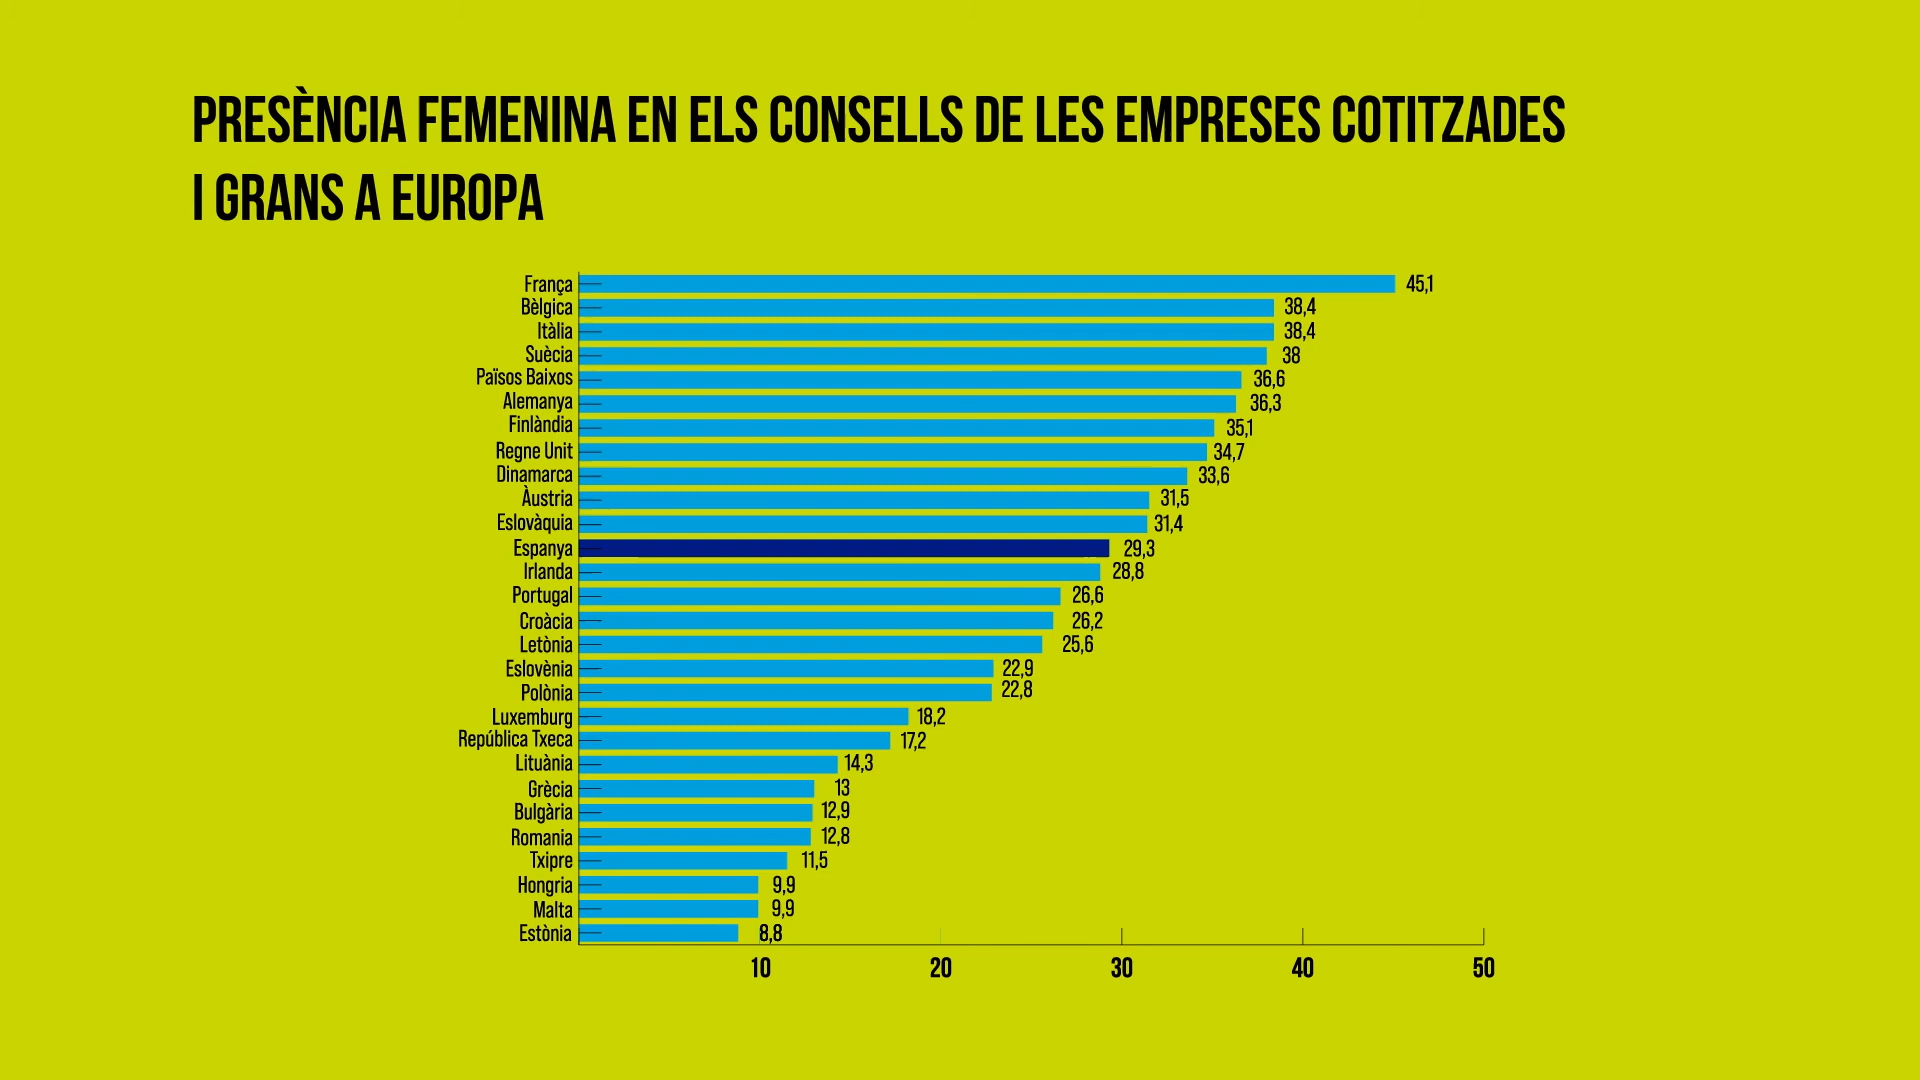 PRESÈNCIA FEMENINA EN ELS CONSELLS DE LES EMPRESES COTITZADES
I GRANS A EUROPA
França 45,1
Bèlgica 38,4
Itàlia 38,4
Suècia 38
Països Baixos 36,6
Alemanya 36,3
Finlàndia 35,1
Regne Unit 34,7
Dinamarca 33,6
Àustria 31,5
Eslovàquia 31,4
Espanya 29,3
Irlanda 28,8
Portugal 26,6
Croàcia 26,2
Letònia 25,6
Eslovènia 22,9
Polònia 22,8
Luxemburg 18,2
República Txeca 17,2
Lituània 14,3
Grècia 13
Bulgària 12,9
Romania 12,8
Txipre 11,5
Hongria 9,9
Malta 9,9
Estònia 8,8
10 20 30 40 50